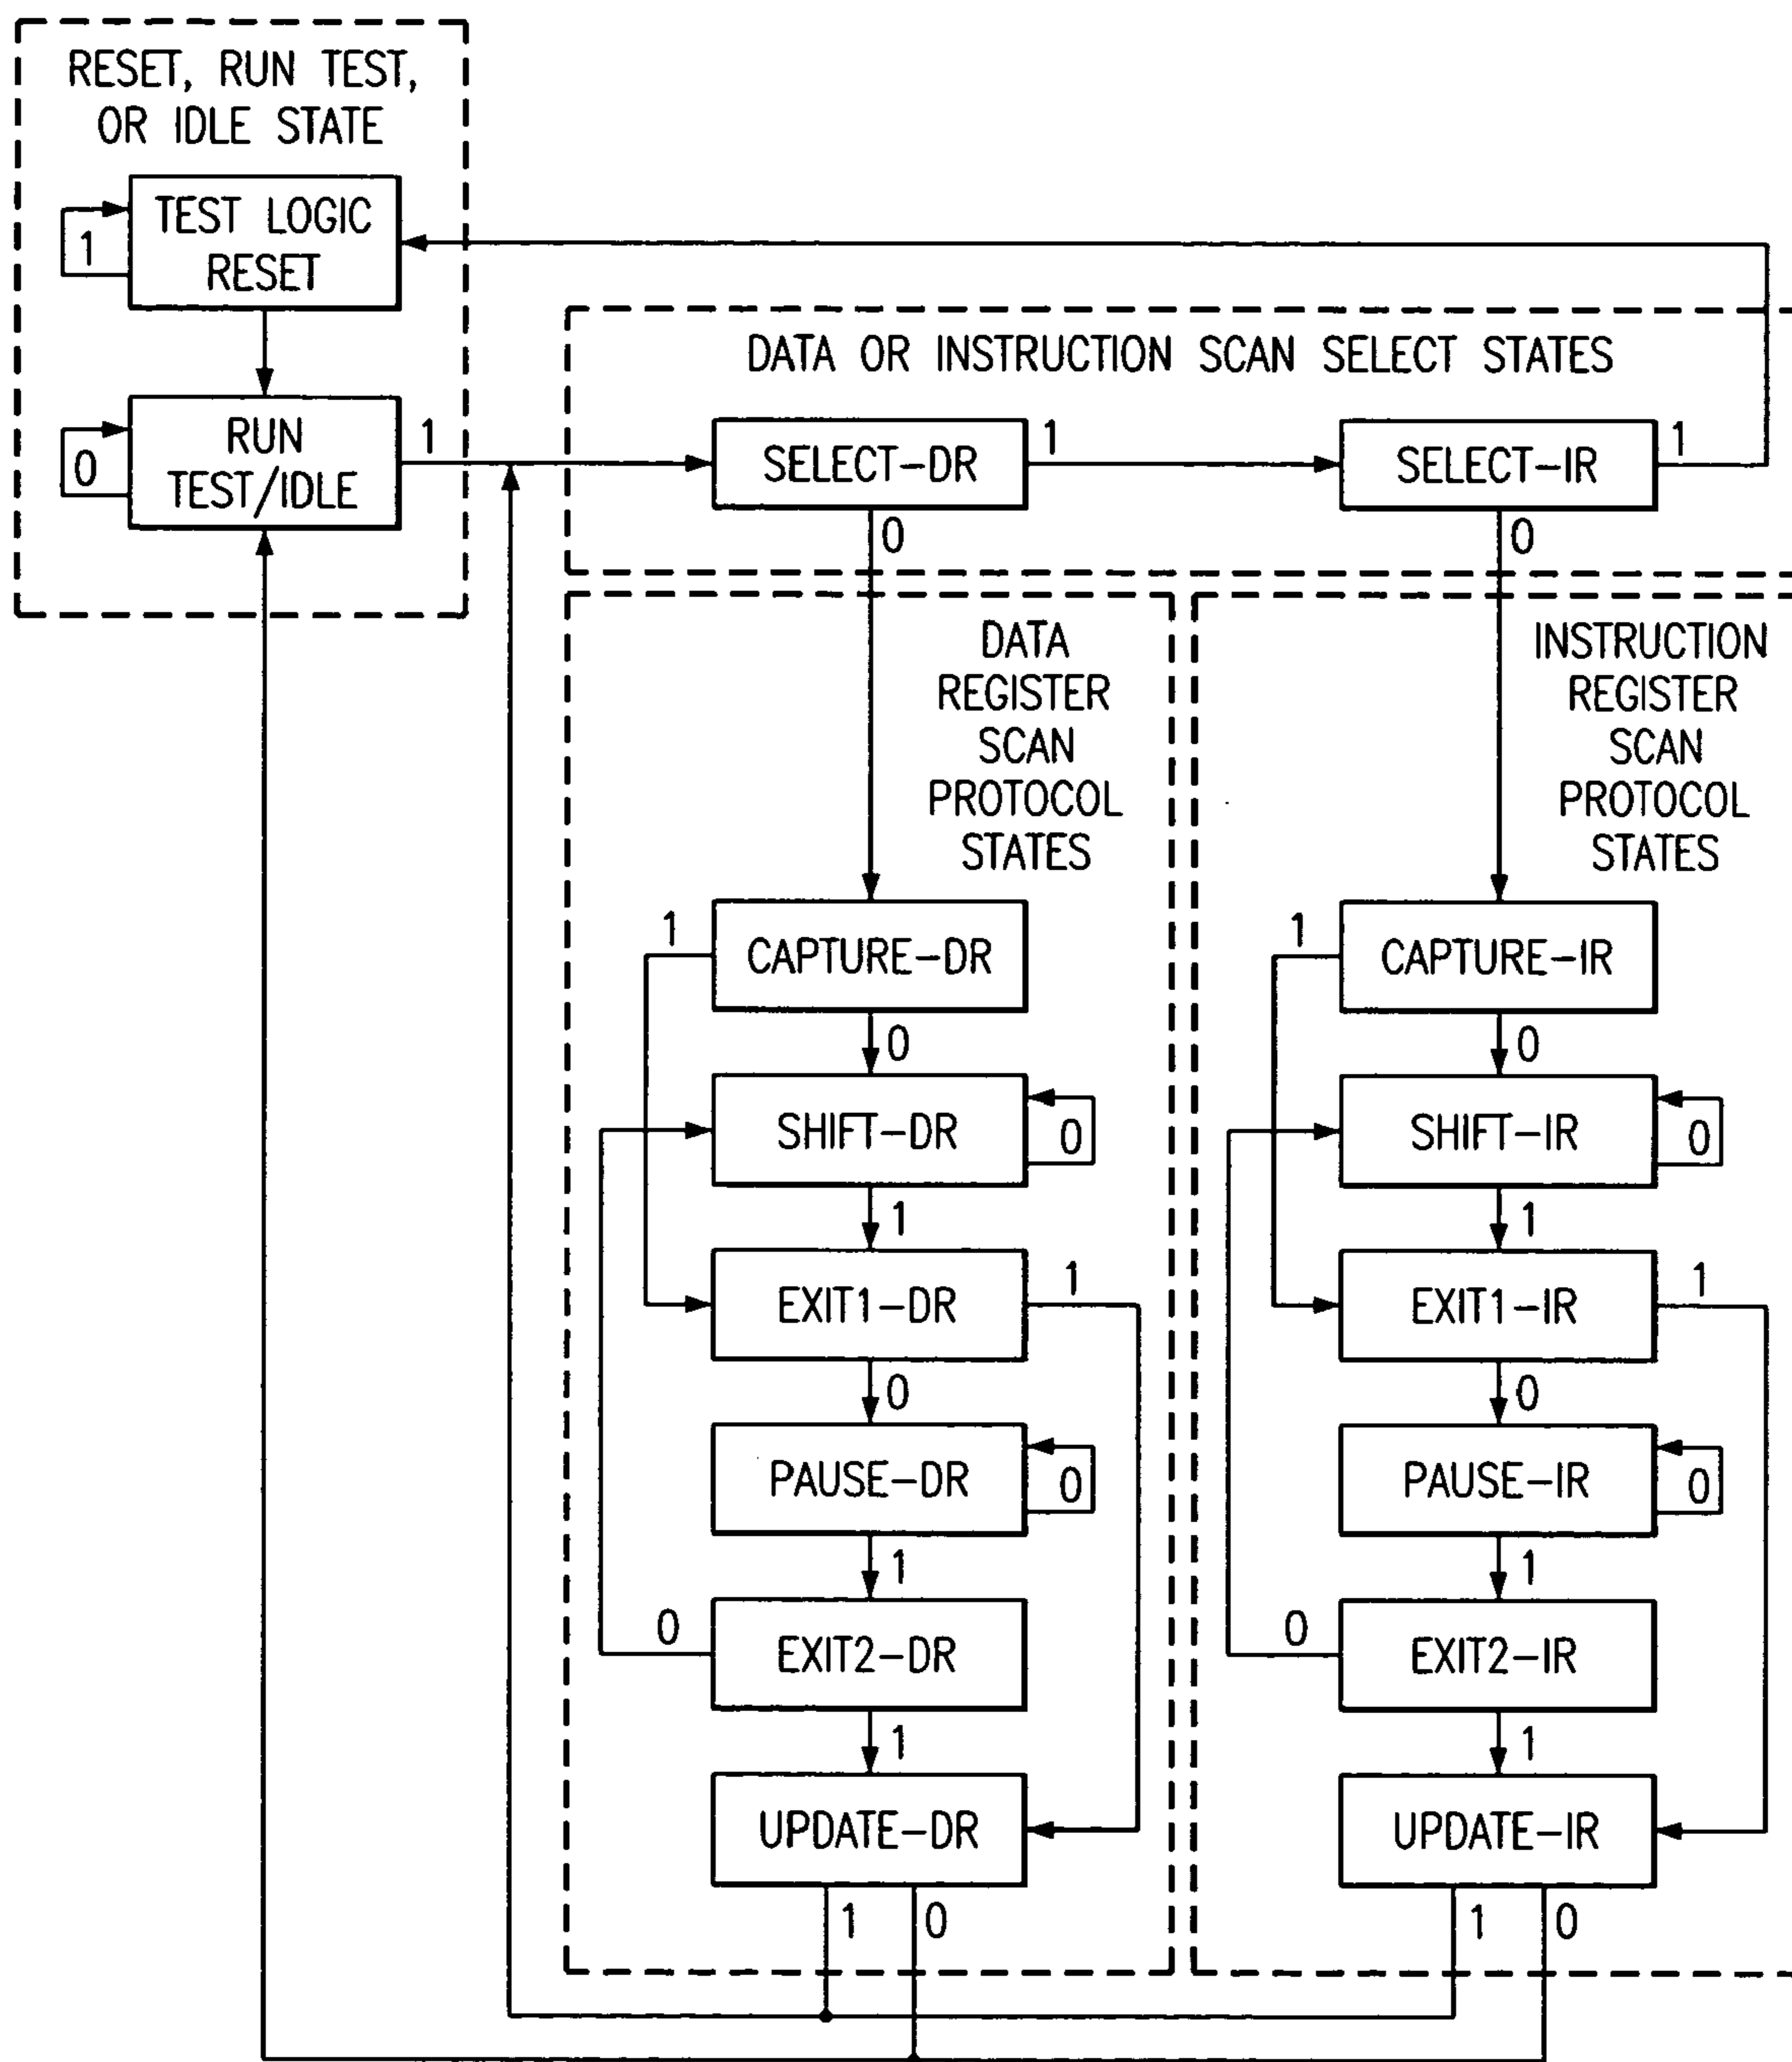 RESET, RUN TEST,
OR IDLE STATE
TEST LOGIC
RESET
1
RUN
TEST/IDLE
0
1
DATA OR INSTRUCTION SCAN SELECT STATES
SELECT-DR
1
0
SELECT-IR
1
0
DATA
REGISTER
SCAN
PROTOCOL
STATES
CAPTURE-DR
1
0
SHIFT-DR
0
1
EXIT1-DR
1
0
PAUSE-DR
0
1
EXIT2-DR
0
1
UPDATE-DR
1
0
INSTRUCTION
REGISTER
SCAN
PROTOCOL
STATES
CAPTURE-IR
1
0
SHIFT-IR
0
1
EXIT1-IR
1
0
PAUSE-IR
0
1
EXIT2-IR
0
1
UPDATE-IR
1
0